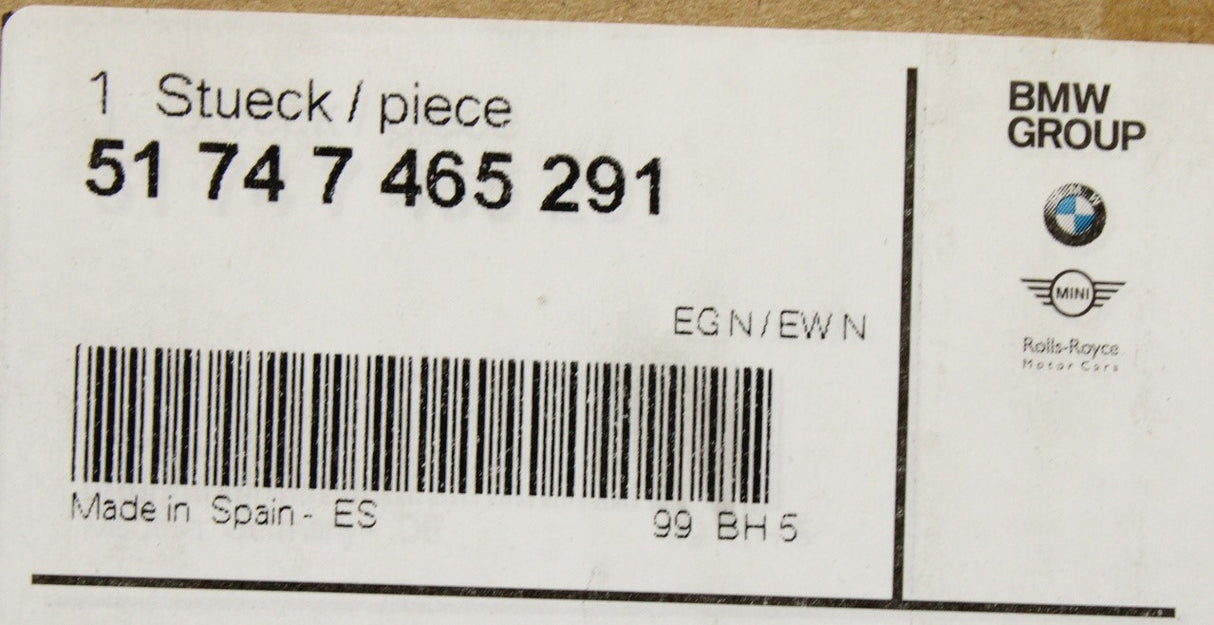 1 Stueck / piece
51 74 7 465 291
EG N / EW N
Made in Spain - ES
99 BH 5
BMW
GROUP
BMW
MINI
Rolls-Royce
Motor Cars